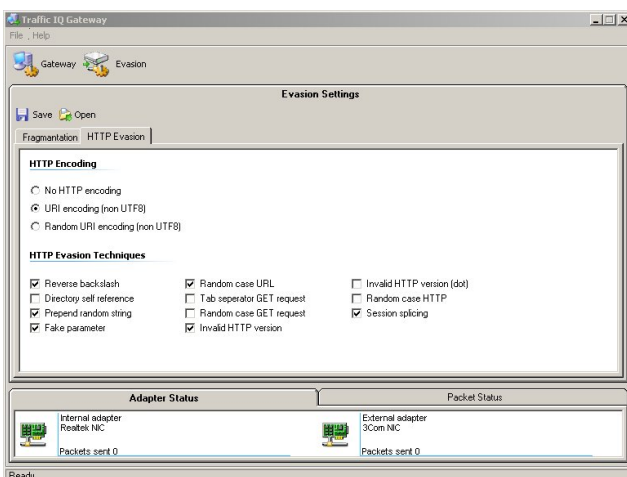 Traffic IQ Gateway
File , Help
Gateway Evasion
Evasion Settings
Save Open
Fragmantation HTTP Evasion
HTTP Encoding
No HTTP encoding
URI encoding (non UTF8)
Random URI encoding (non UTF8)
HTTP Evasion Techniques
Reverse backslash Random case URL Invalid HTTP version (dot)
Directory self reference Tab seperator GET request Random case HTTP
Prepend random string Random case GET request Session splicing
Fake parameter Invalid HTTP version
Adapter Status Packet Status
Internal adapter External adapter
Realtek NIC 3Com NIC
Packets sent 0 Packets sent 0
Ready